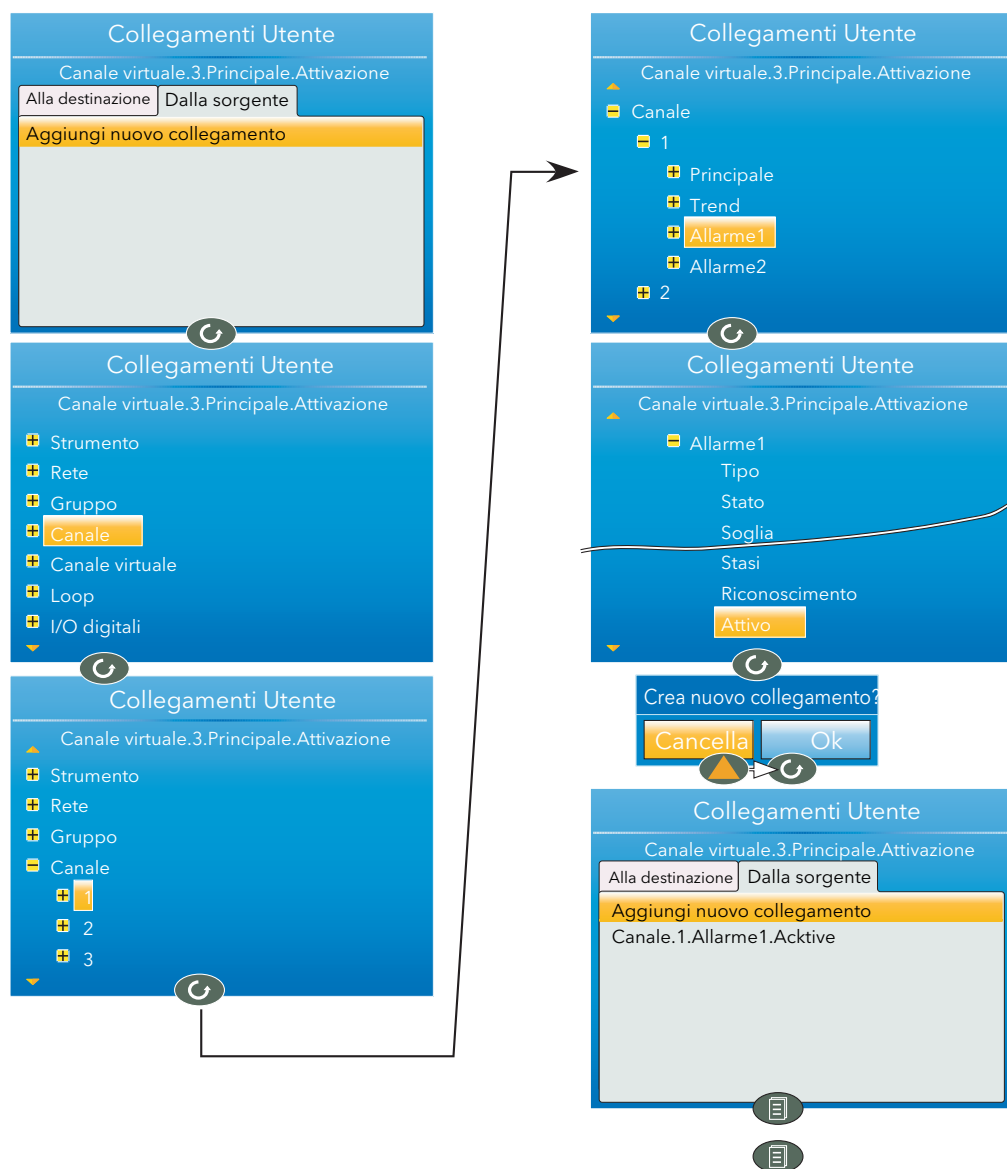 Collegamenti Utente
Canale virtuale.3.Principale.Attivazione
Alla destinazione
Dalla sorgente
Aggiungi nuovo collegamento
Collegamenti Utente
Canale virtuale.3.Principale.Attivazione
Strumento
Rete
Gruppo
Canale
Canale virtuale
Loop
I/O digitali
Collegamenti Utente
Canale virtuale.3.Principale.Attivazione
Strumento
Rete
Gruppo
Canale
1
2
3
Collegamenti Utente
Canale virtuale.3.Principale.Attivazione
Canale
1
Principale
Trend
Allarme1
Allarme2
2
Collegamenti Utente
Canale virtuale.3.Principale.Attivazione
Allarme1
Tipo
Stato
Soglia
Stasi
Riconoscimento
Attivo
Crea nuovo collegamento?
Cancella
Ok
Collegamenti Utente
Canale virtuale.3.Principale.Attivazione
Alla destinazione
Dalla sorgente
Aggiungi nuovo collegamento
Canale.1.Allarme1.Acktive